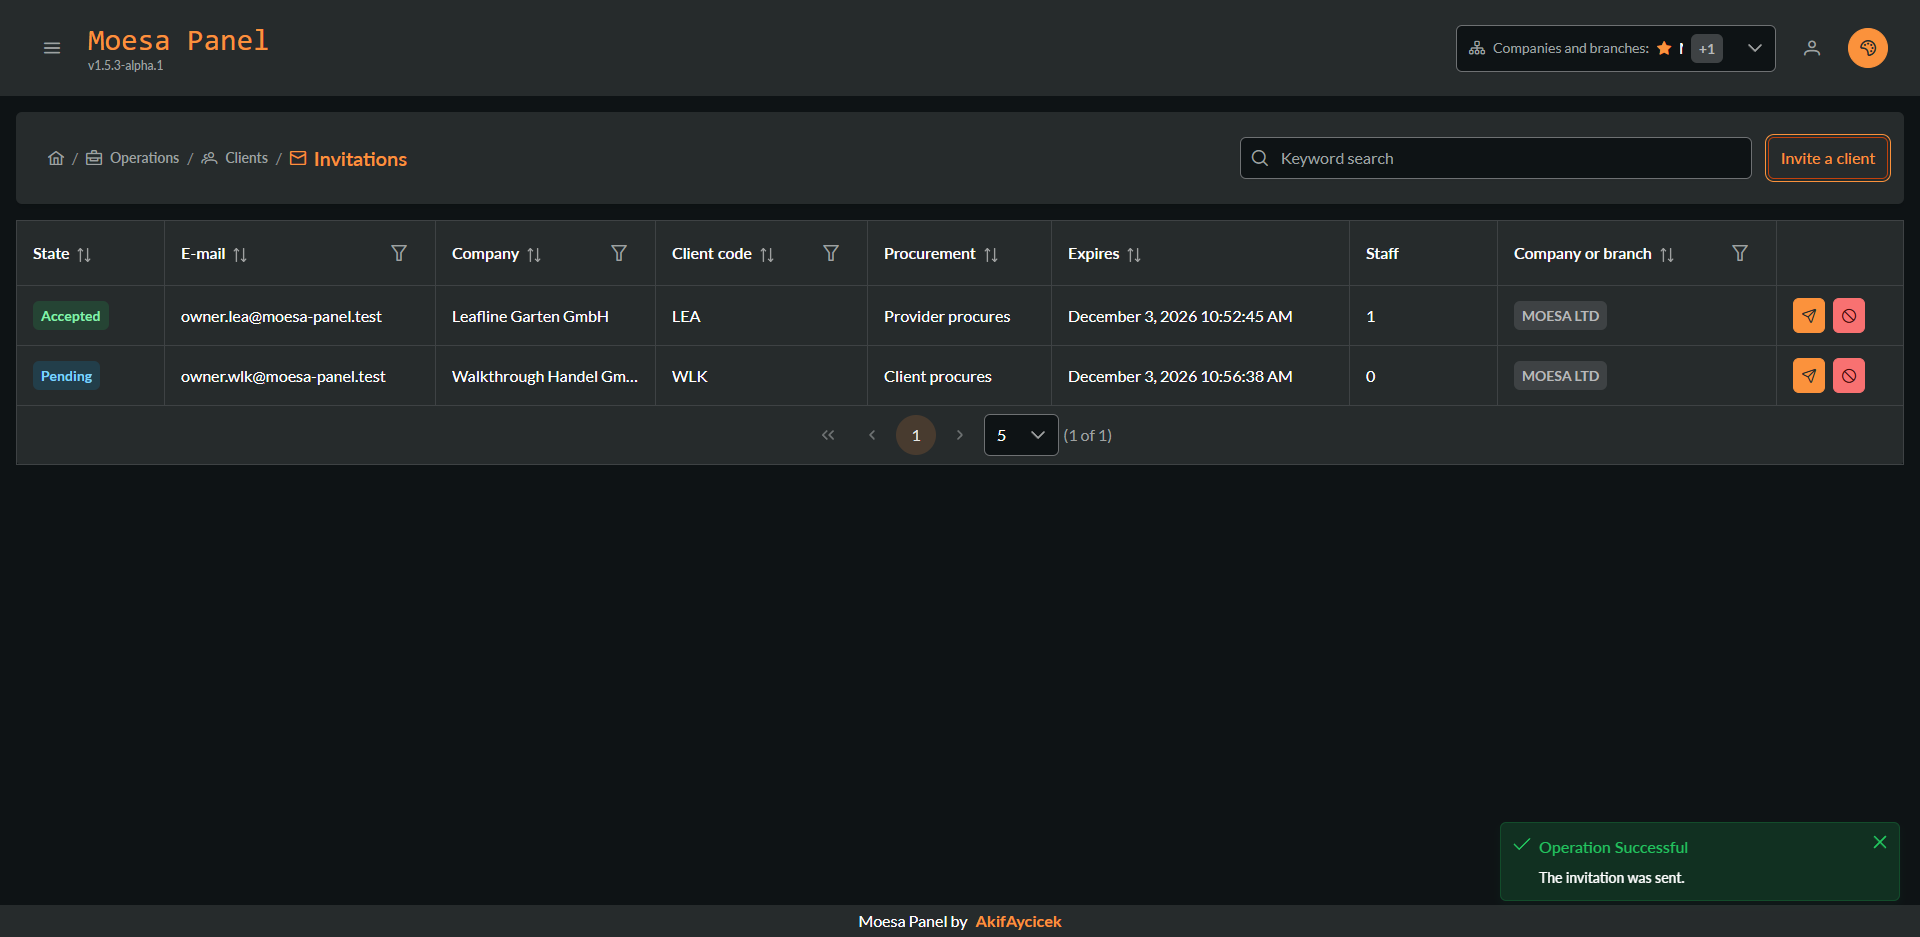 Moesa Panel
v1.5.3-alpha.1
Companies and branches: +1
/ Operations / Clients / Invitations
Keyword search
Invite a client
State E-mail Company Client code Procurement Expires Staff Company or branch
Accepted owner.lea@moesa-panel.test Leafline Garten GmbH LEA Provider procures December 3, 2026 10:52:45 AM 1 MOESA LTD
Pending owner.wlk@moesa-panel.test Walkthrough Handel Gm... WLK Client procures December 3, 2026 10:56:38 AM 0 MOESA LTD
1 5 (1 of 1)
Operation Successful
The invitation was sent.
Moesa Panel by AkifAycicek